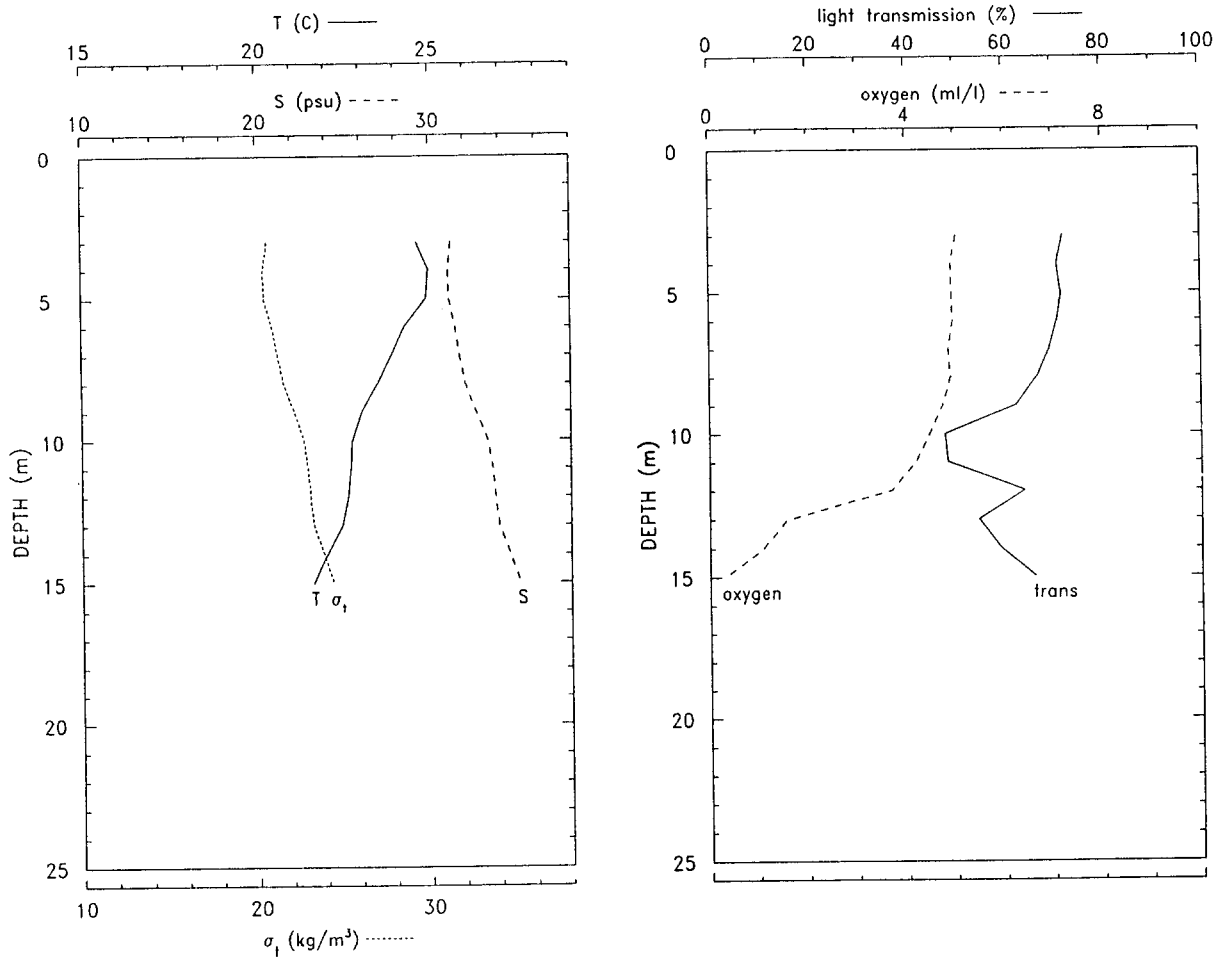 T (C)
15 20 25
S (psu)
10 20 30
0
5
10
15
20
25
DEPTH (m)
T σt S
10 20 30
σt (kg/m³)
light transmission (%)
0 20 40 60 80 100
oxygen (ml/l)
0 4 8
0
5
10
15
20
25
DEPTH (m)
oxygen trans